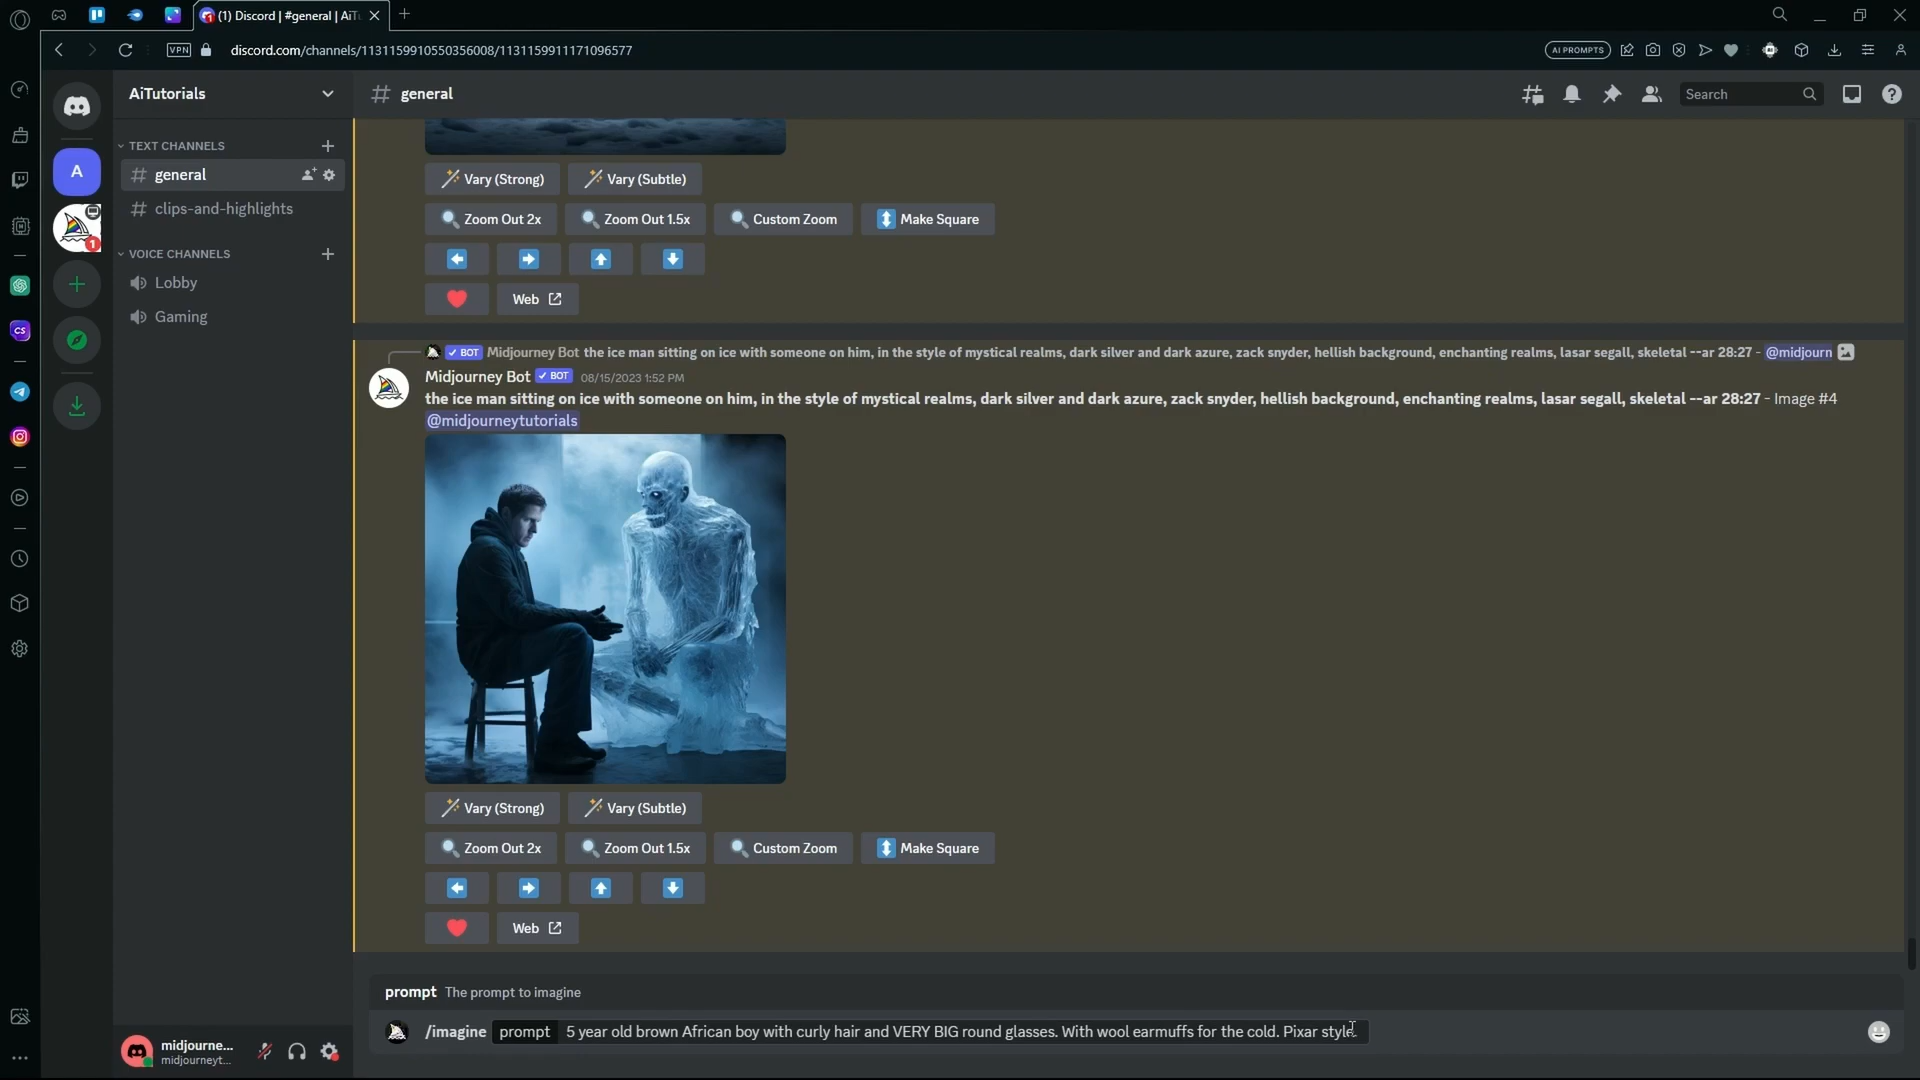 (1) Discord | #general | AiTu
VPN
discord.com/channels/1131159910550356008/1131159911171096577
AI PROMPTS
AiTutorials
# general
Search
TEXT CHANNELS
# general
# clips-and-highlights
VOICE CHANNELS
Lobby
Gaming
A
1
CS
Vary (Strong)
Vary (Subtle)
Zoom Out 2x
Zoom Out 1.5x
Custom Zoom
Make Square
Web
BOT Midjourney Bot the ice man sitting on ice with someone on him, in the style of mystical realms, dark silver and dark azure, zack snyder, hellish background, enchanting realms, lasar segall, skeletal --ar 28:27 - @midjourn
Midjourney Bot BOT 08/15/2023 1:52 PM
the ice man sitting on ice with someone on him, in the style of mystical realms, dark silver and dark azure, zack snyder, hellish background, enchanting realms, lasar segall, skeletal --ar 28:27 - Image #4
@midjourneytutorials
Vary (Strong)
Vary (Subtle)
Zoom Out 2x
Zoom Out 1.5x
Custom Zoom
Make Square
Web
prompt The prompt to imagine
/imagine prompt 5 year old brown African boy with curly hair and VERY BIG round glasses. With wool earmuffs for the cold. Pixar style.
midjourne...
midjourneyt...